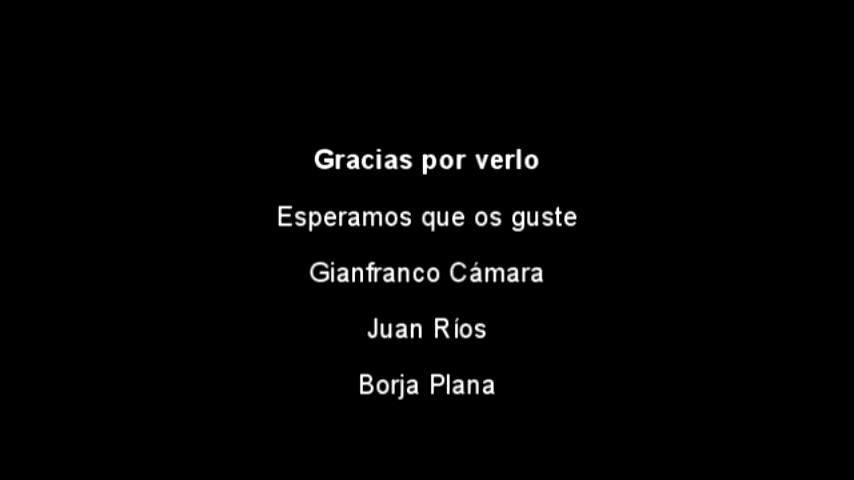 Gracias por verlo
Esperamos que os guste
Gianfranco Cámara
Juan Ríos
Borja Plana